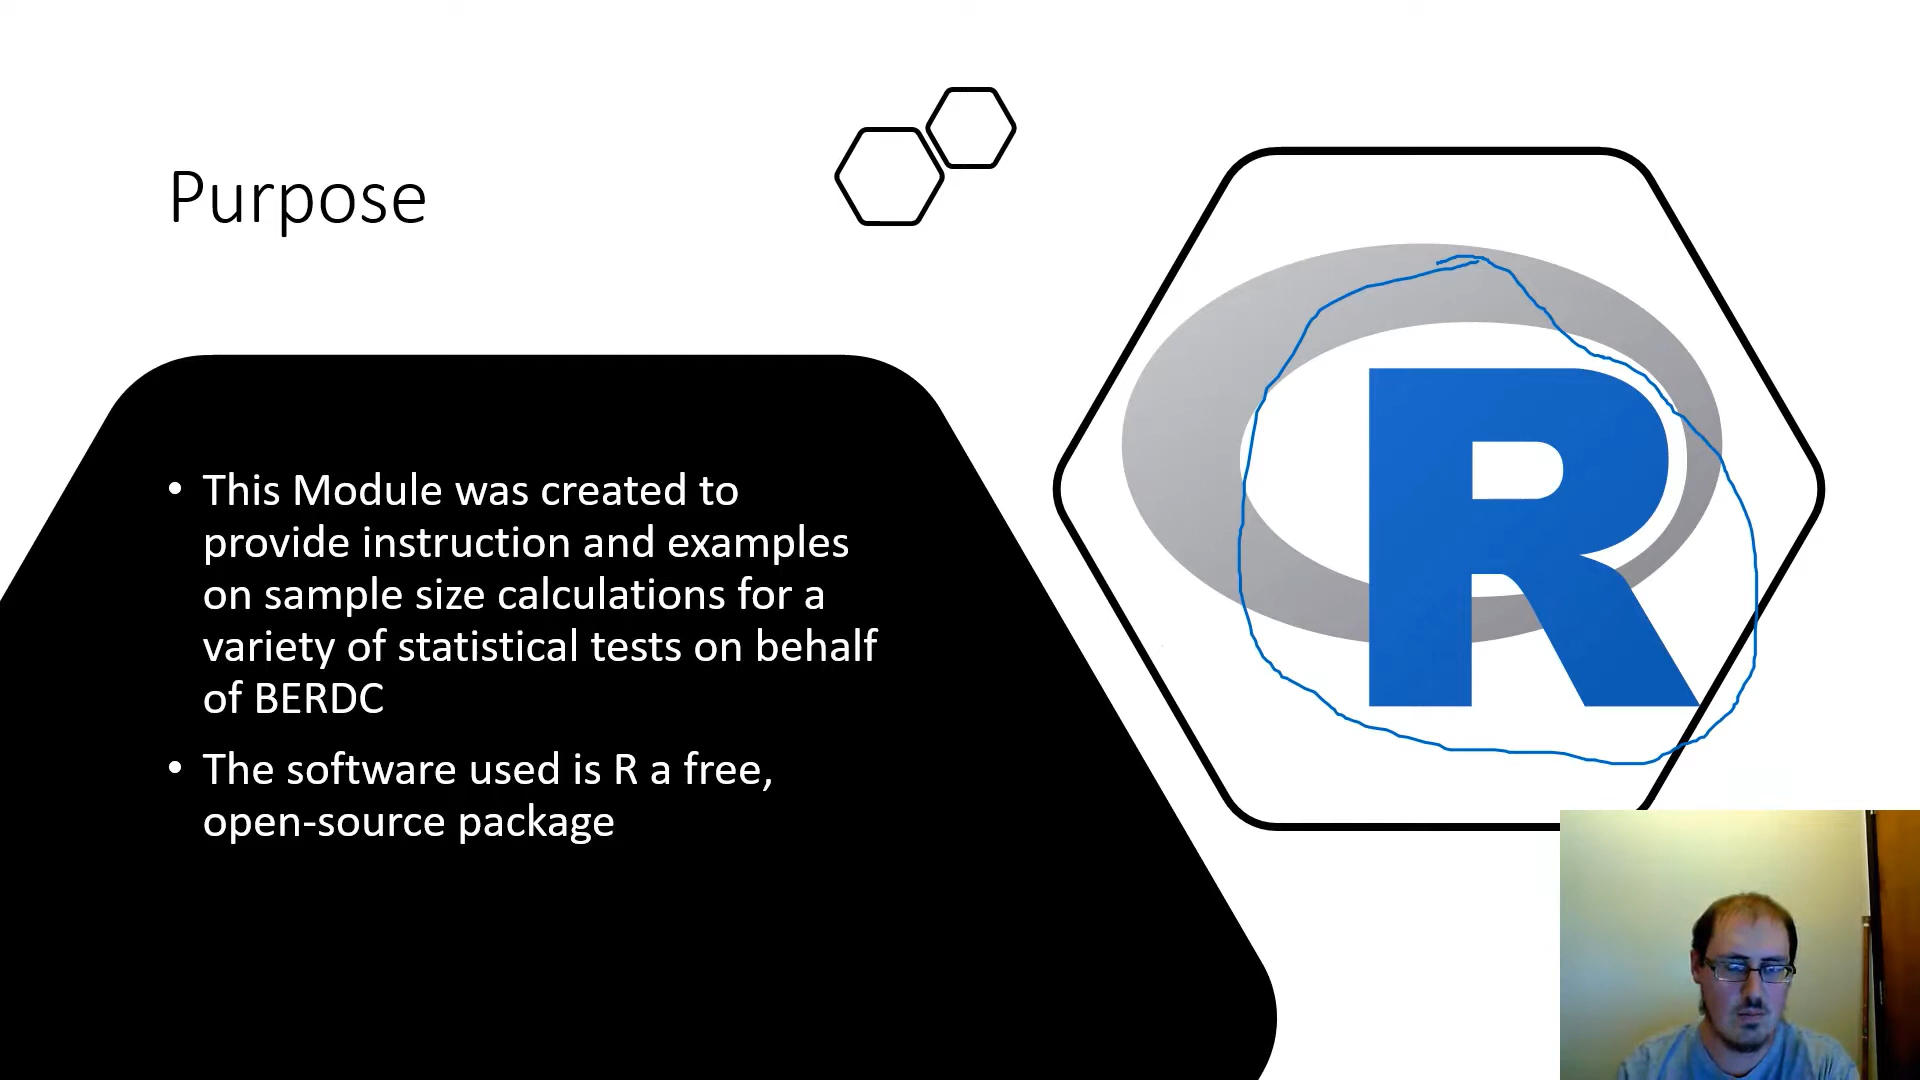 Purpose
• This Module was created to
provide instruction and examples
on sample size calculations for a
variety of statistical tests on behalf
of BERDC
• The software used is R a free,
open-source package
R